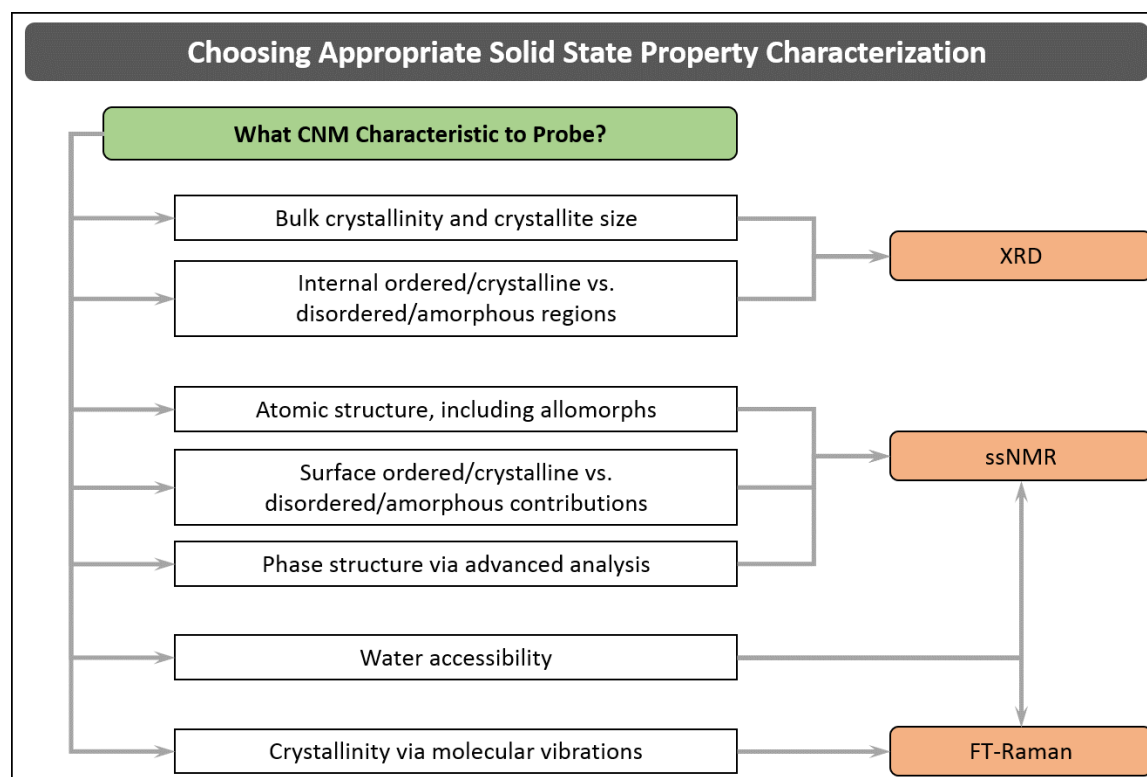 Choosing Appropriate Solid State Property Characterization
What CNM Characteristic to Probe?
Bulk crystallinity and crystallite size
XRD
Internal ordered/crystalline vs.
disordered/amorphous regions
Atomic structure, including allomorphs
ssNMR
Surface ordered/crystalline vs.
disordered/amorphous contributions
Phase structure via advanced analysis
Water accessibility
Crystallinity via molecular vibrations
FT-Raman